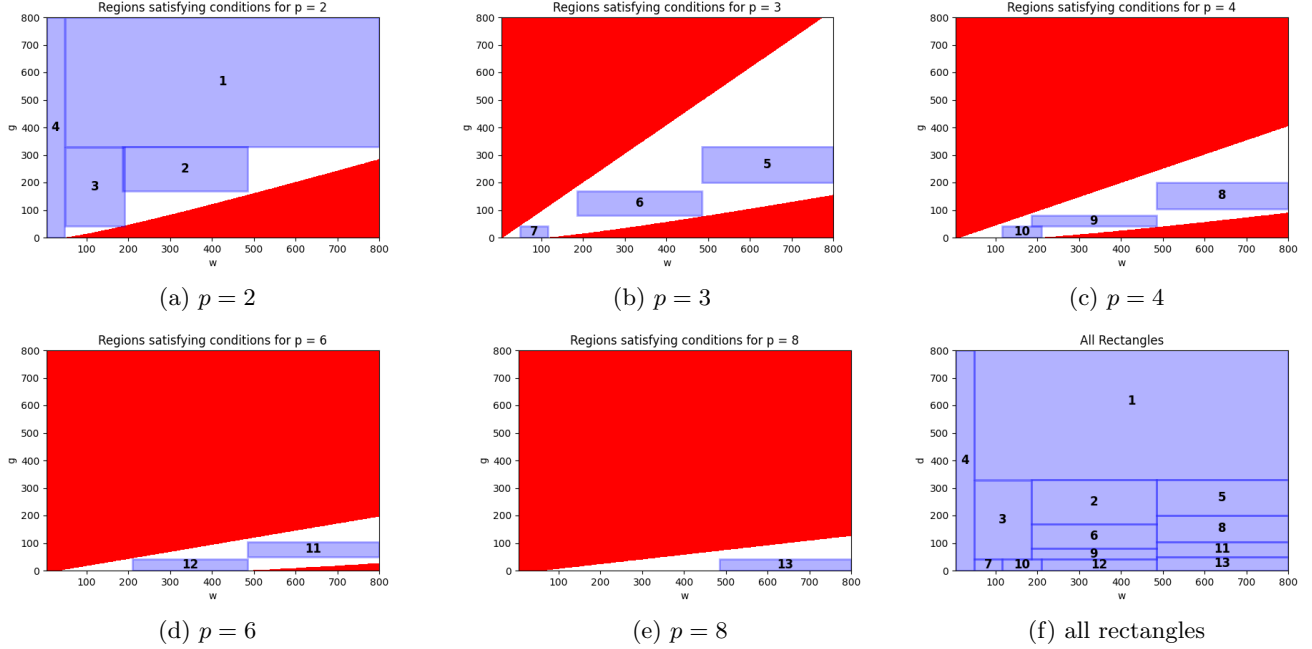 Regions satisfying conditions for p = 2
800
700
600
500
400
300
200
100
0
g
1
4
2
3
100 200 300 400 500 600 700 800
w
(a) p = 2
Regions satisfying conditions for p = 3
800
700
600
500
400
300
200
100
0
g
5
6
7
100 200 300 400 500 600 700 800
w
(b) p = 3
Regions satisfying conditions for p = 4
800
700
600
500
400
300
200
100
0
g
8
9
10
100 200 300 400 500 600 700 800
w
(c) p = 4
Regions satisfying conditions for p = 6
800
700
600
500
400
300
200
100
0
g
11
12
100 200 300 400 500 600 700 800
w
(d) p = 6
Regions satisfying conditions for p = 8
800
700
600
500
400
300
200
100
0
g
13
100 200 300 400 500 600 700 800
w
(e) p = 8
All Rectangles
800
700
600
500
400
300
200
100
0
d
1
4
2 5
3
8
6
11
9
7 10 12 13
100 200 300 400 500 600 700 800
w
(f) all rectangles